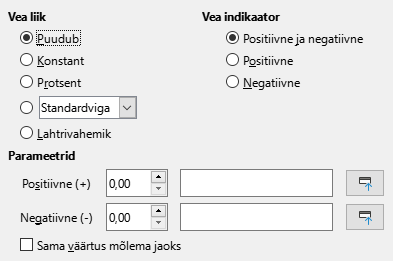 Vea liik
Puudub
Konstant
Protsent
Standardviga
Lahtrivahemik
Vea indikaator
Positiivne ja negatiivne
Positiivne
Negatiivne
Parameetrid
Positiivne (+) 0,00
Negatiivne (-) 0,00
Sama väärtus mõlema jaoks